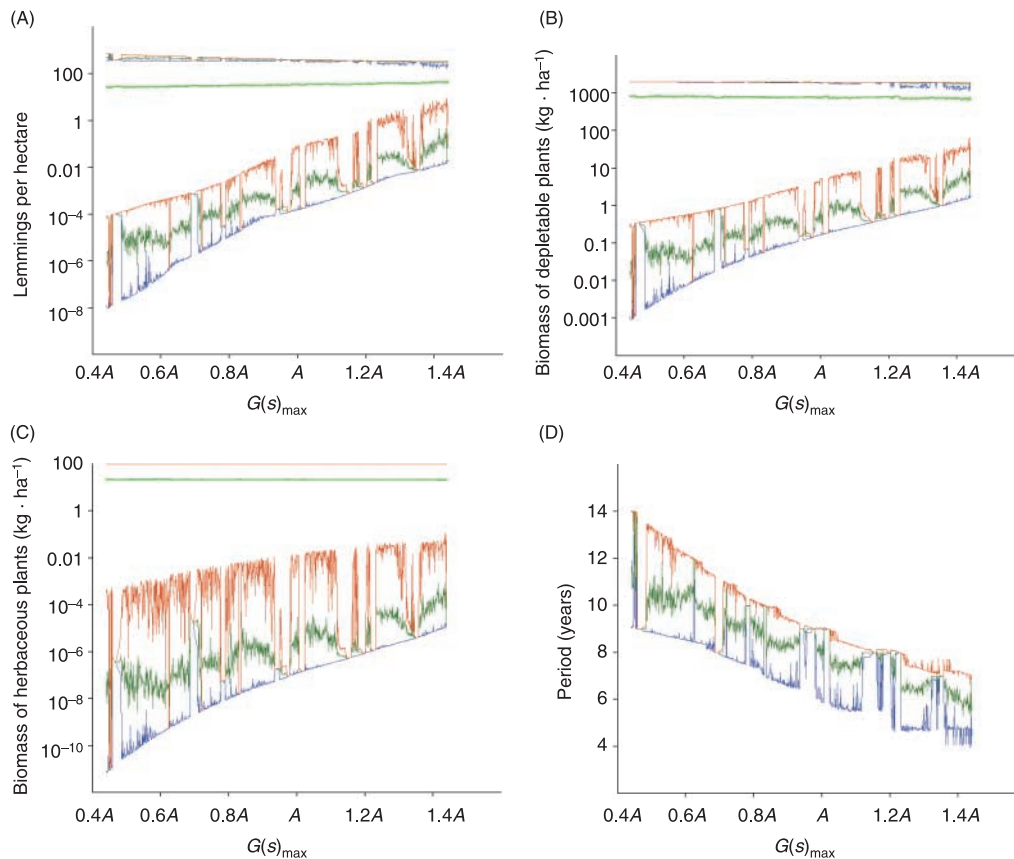 (A)
Lemmings per hectare
100
1
0.01
10⁻⁴
10⁻⁶
10⁻⁸
0.4A 0.6A 0.8A A 1.2A 1.4A
G(s)max
(B)
Biomass of depletable plants (kg · ha⁻¹)
1000
100
10
1
0.1
0.01
0.001
0.4A 0.6A 0.8A A 1.2A 1.4A
G(s)max
(C)
Biomass of herbaceous plants (kg · ha⁻¹)
100
1
0.01
10⁻⁴
10⁻⁶
10⁻⁸
10⁻¹⁰
0.4A 0.6A 0.8A A 1.2A 1.4A
G(s)max
(D)
Period (years)
14
12
10
8
6
4
0.4A 0.6A 0.8A A 1.2A 1.4A
G(s)max